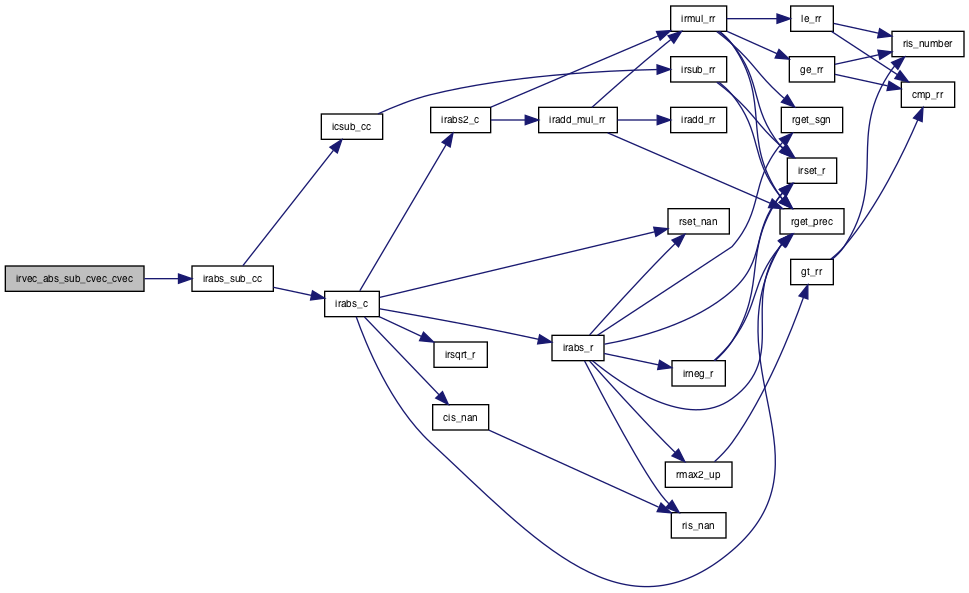 irvec_abs_sub_cvec_cvec
irabs_sub_cc
icsub_cc
irabs_c
irabs2_c
irsqrt_r
cis_nan
iradd_mul_rr
irabs_r
irmul_rr
irsub_rr
iradd_rr
rset_nan
irneg_r
rmax2_up
ris_nan
le_rr
ge_rr
rget_sgn
irset_r
rget_prec
gt_rr
ris_number
cmp_rr